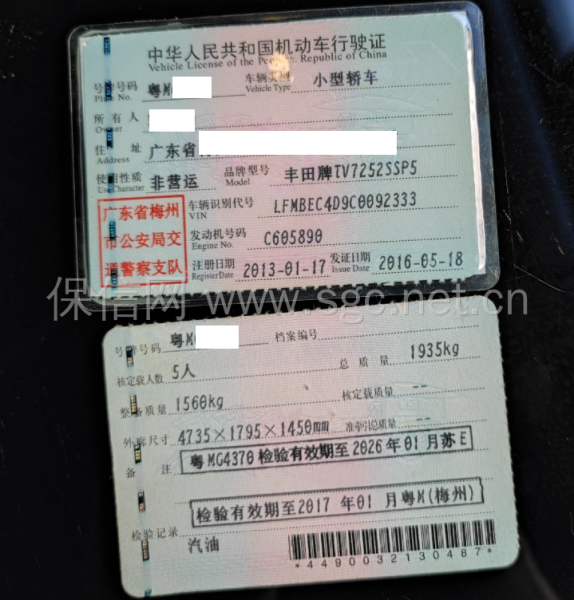 中华人民共和国机动车行驶证
Vehicle License of the People's Republic of China
号牌号码 粤M 车辆类型 小型轿车
Plate No. Vehicle Type
所有人
Owner
住址 广东省
Address
使用性质 非营运 品牌型号 丰田牌TV7252SSP5
Use Character Model
广东省梅州
市公安局交
通警察支队
车辆识别代号 LFMBEC4D9C0092333
VIN
发动机号码 C605890
Engine No.
注册日期 2013-01-17 发证日期 2016-05-18
Register Date Issue Date
保信网 www.sgc.net.cn
号牌号码 粤M 档案编号
核定载人数 5人 总质量 1935kg
整备质量 1560kg 核定载质量 --
外廓尺寸 4735×1795×1450mm 准牵引总质量 --
备注 粤MG4370检验有效期至2026年01月苏E
检验有效期至2017年01月粤M(梅州)
检验记录
汽油
*4490032130487*